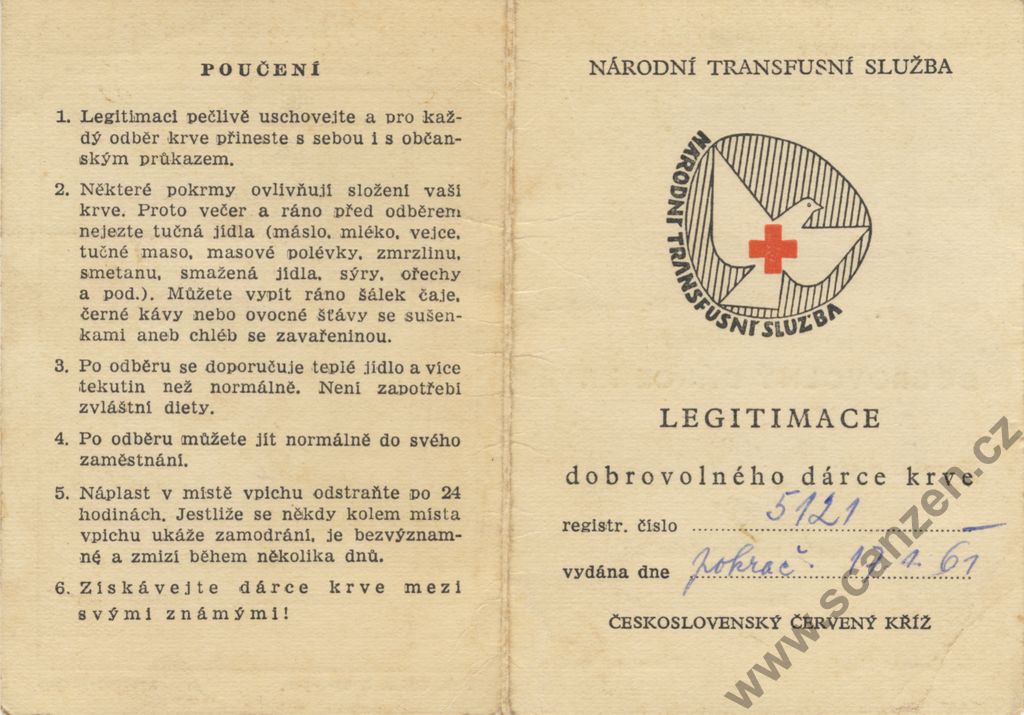 POUČENÍ
1. Legitimaci pečlivě uschovejte a pro kaž-
dý odběr krve přineste s sebou i s občan-
ským průkazem.
2. Některé pokrmy ovlivňují složení vaší
krve. Proto večer a ráno před odběrem
nejezte tučná jídla (máslo, mléko, vejce,
tučné maso, masové polévky, zmrzlinu,
smetanu, smažená jídla, sýry, ořechy
a pod.). Můžete vypít ráno šálek čaje,
černé kávy nebo ovocné šťávy se sušen-
kami aneb chléb se zavařeninou.
3. Po odběru se doporučuje teplé jídlo a více
tekutin než normálně. Není zapotřebí
zvláštní diety.
4. Po odběru můžete jít normálně do svého
zaměstnání.
5. Náplast v místě vpichu odstraňte po 24
hodinách. Jestliže se někdy kolem místa
vpichu ukáže zamodrání, je bezvýznam-
né a zmizí během několika dnů.
6. Získávejte dárce krve mezi
svými známými!
NÁRODNÍ TRANSFUSNÍ SLUŽBA
NÁRODNÍ TRANSFUSNÍ SLUŽBA
LEGITIMACE
dobrovolného dárce krve
registr. číslo 5121
vydána dne pokrač. 17 1. 61
ČESKOSLOVENSKÝ ČERVENÝ KŘÍŽ
www.scanzen.cz